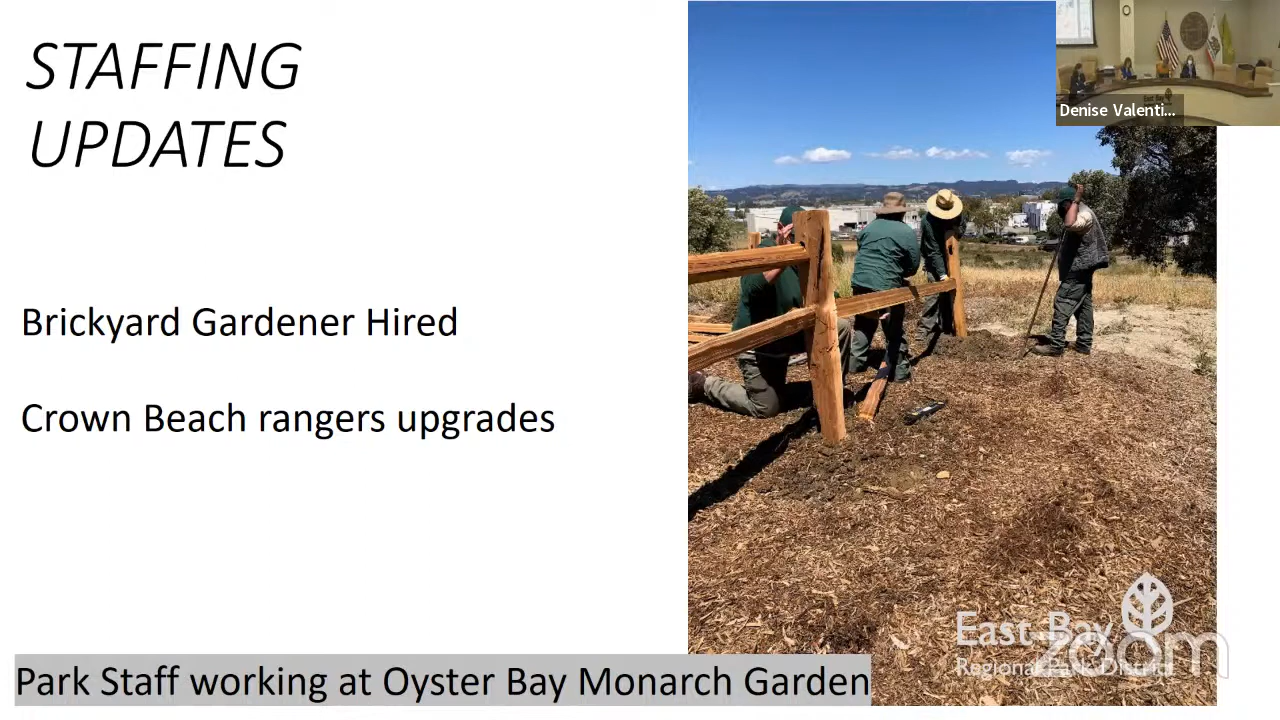 STAFFING
UPDATES
Denise Valenti...
Brickyard Gardener Hired
Crown Beach rangers upgrades
East Bay
Regional Park District
zoom
Park Staff working at Oyster Bay Monarch Garden